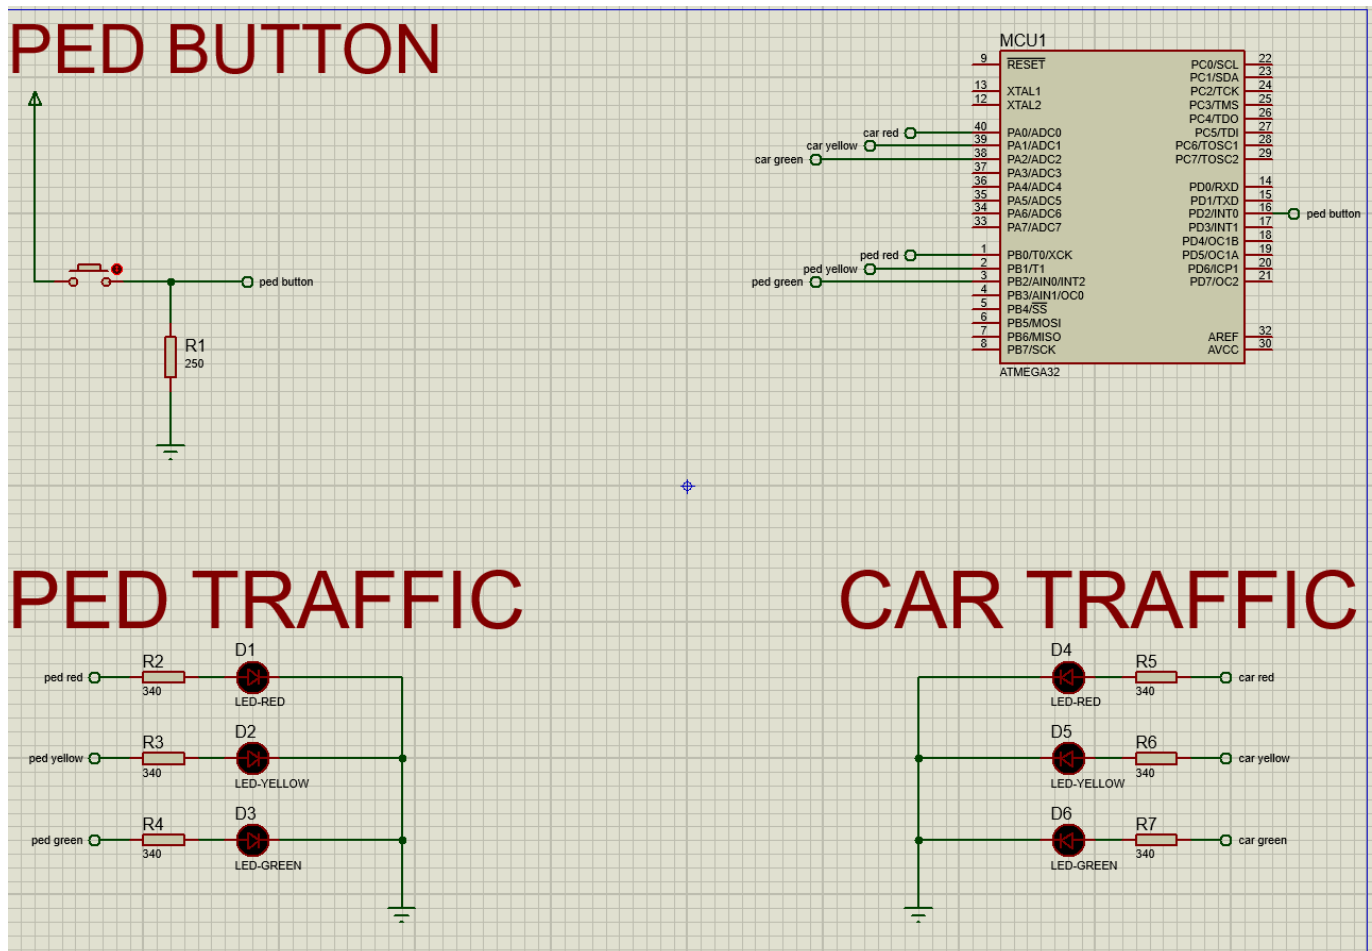 PED BUTTON
ped button
R1
250
MCU1
9 RESET
13 XTAL1
12 XTAL2
car red 40 PA0/ADC0
car yellow 39 PA1/ADC1
car green 38 PA2/ADC2
37 PA3/ADC3
36 PA4/ADC4
35 PA5/ADC5
34 PA6/ADC6
33 PA7/ADC7
ped red 1 PB0/T0/XCK
ped yellow 2 PB1/T1
ped green 3 PB2/AIN0/INT2
4 PB3/AIN1/OC0
5 PB4/SS
6 PB5/MOSI
7 PB6/MISO
8 PB7/SCK
PC0/SCL 22
PC1/SDA 23
PC2/TCK 24
PC3/TMS 25
PC4/TDO 26
PC5/TDI 27
PC6/TOSC1 28
PC7/TOSC2 29
PD0/RXD 14
PD1/TXD 15
PD2/INT0 16 ped button
PD3/INT1 17
PD4/OC1B 18
PD5/OC1A 19
PD6/ICP1 20
PD7/OC2 21
AREF 32
AVCC 30
ATMEGA32
PED TRAFFIC
R2 D1
ped red
340 LED-RED
R3 D2
ped yellow
340 LED-YELLOW
R4 D3
ped green
340 LED-GREEN
CAR TRAFFIC
D4 R5
car red
LED-RED 340
D5 R6
car yellow
LED-YELLOW 340
D6 R7
car green
LED-GREEN 340